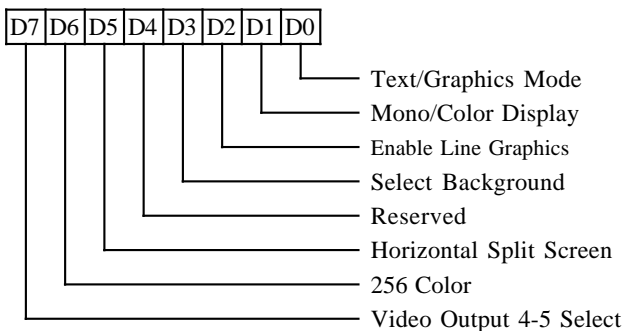 D7 D6 D5 D4 D3 D2 D1 D0
Text/Graphics Mode
Mono/Color Display
Enable Line Graphics
Select Background
Reserved
Horizontal Split Screen
256 Color
Video Output 4-5 Select